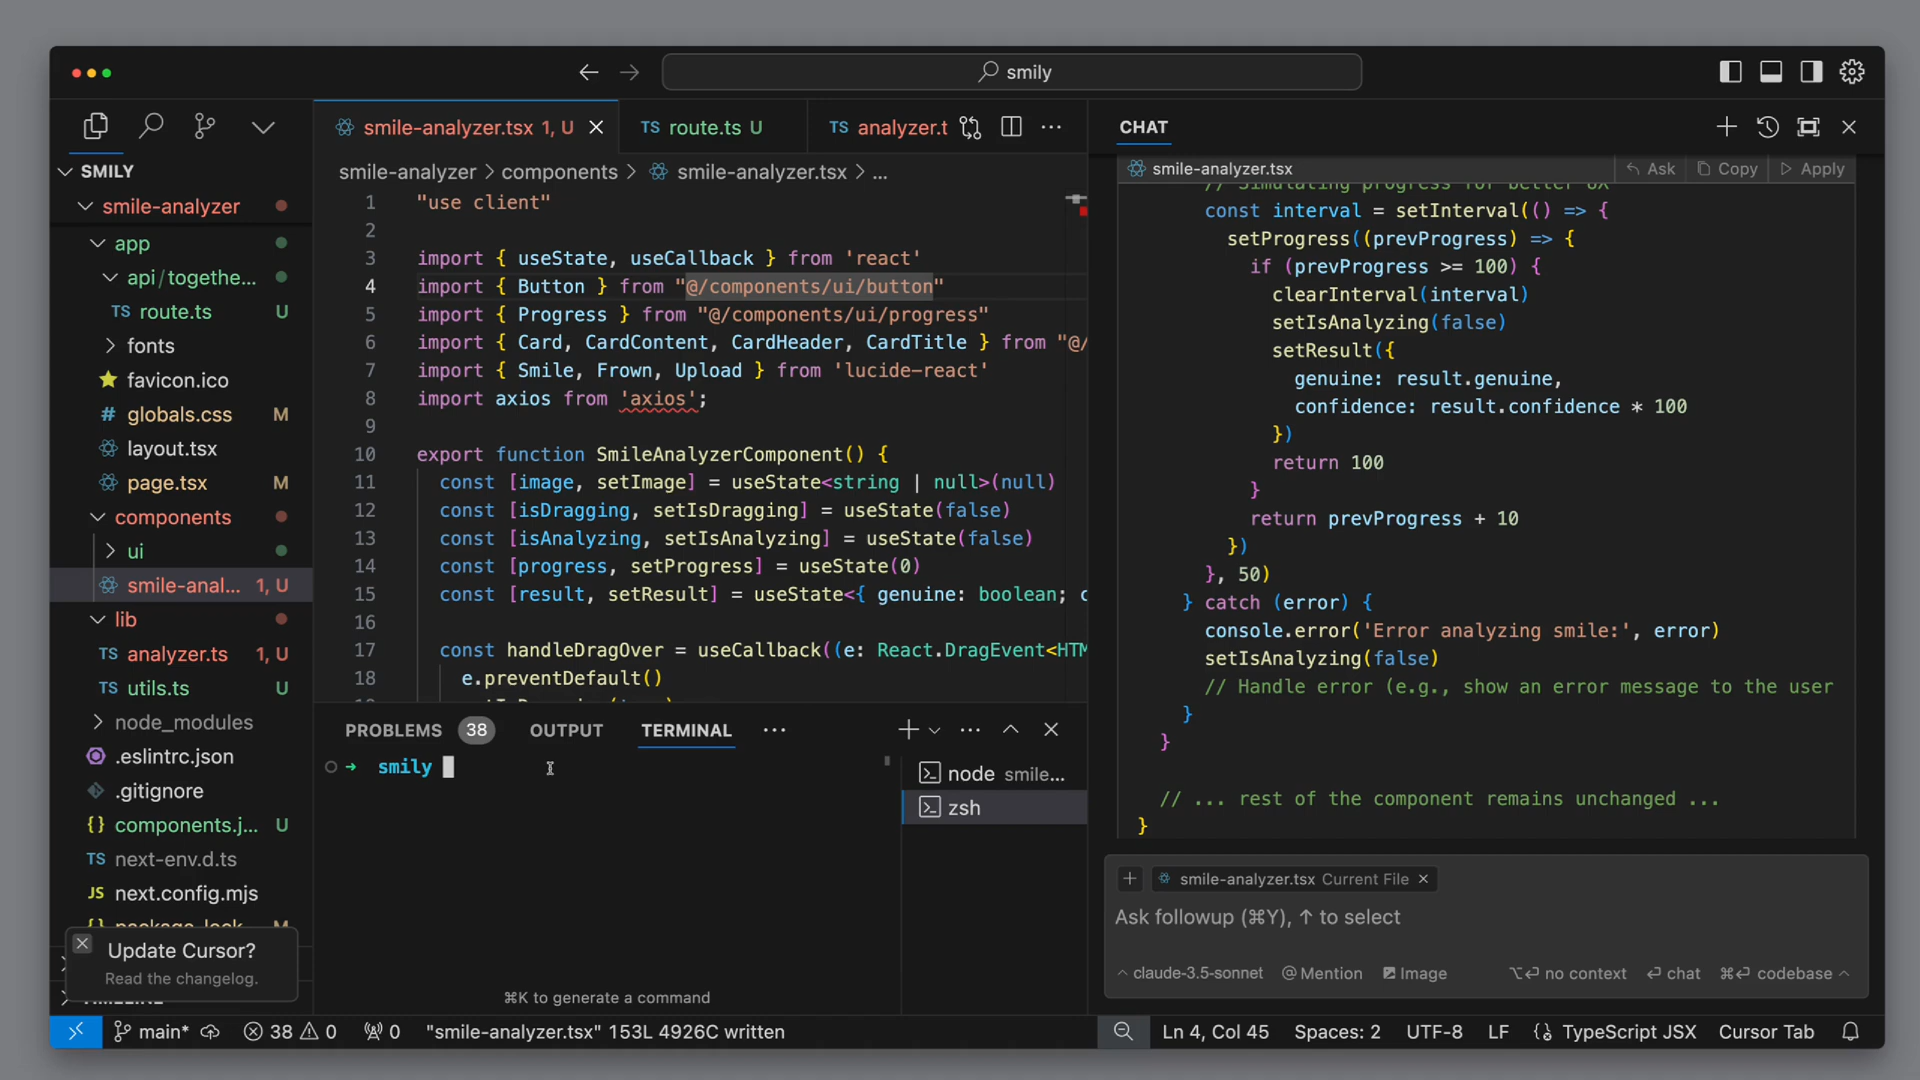 smily
smile-analyzer.tsx 1, U
TS route.ts U
TS analyzer.t
CHAT
SMILY
smile-analyzer
app
api/togethe...
TS route.ts U
fonts
favicon.ico
# globals.css M
layout.tsx
page.tsx M
components
ui
smile-anal... 1, U
lib
TS analyzer.ts 1, U
TS utils.ts U
node_modules
.eslintrc.json
.gitignore
{} components.j... U
TS next-env.d.ts
JS next.config.mjs
Update Cursor?
Read the changelog.
smile-analyzer > components > smile-analyzer.tsx > ...
1 "use client"
2
3 import { useState, useCallback } from 'react'
4 import { Button } from "@/components/ui/button"
5 import { Progress } from "@/components/ui/progress"
6 import { Card, CardContent, CardHeader, CardTitle } from "@/
7 import { Smile, Frown, Upload } from 'lucide-react'
8 import axios from 'axios';
9
10 export function SmileAnalyzerComponent() {
11 const [image, setImage] = useState<string | null>(null)
12 const [isDragging, setIsDragging] = useState(false)
13 const [isAnalyzing, setIsAnalyzing] = useState(false)
14 const [progress, setProgress] = useState(0)
15 const [result, setResult] = useState<{ genuine: boolean; c
16
17 const handleDragOver = useCallback((e: React.DragEvent<HTM
18 e.preventDefault()
PROBLEMS 38 OUTPUT TERMINAL
smily
node smile...
zsh
⌘K to generate a command
smile-analyzer.tsx Ask Copy Apply
// Simulating progress for better UX
const interval = setInterval(() => {
setProgress((prevProgress) => {
if (prevProgress >= 100) {
clearInterval(interval)
setIsAnalyzing(false)
setResult({
genuine: result.genuine,
confidence: result.confidence * 100
})
return 100
}
return prevProgress + 10
})
}, 50)
} catch (error) {
console.error('Error analyzing smile:', error)
setIsAnalyzing(false)
// Handle error (e.g., show an error message to the user
}
}
// ... rest of the component remains unchanged ...
}
+ smile-analyzer.tsx Current File ×
Ask followup (⌘Y), ↑ to select
claude-3.5-sonnet @ Mention Image ⌥⏎ no context ⏎ chat ⌘⏎ codebase
main* 38 0 0 "smile-analyzer.tsx" 153L 4926C written
Ln 4, Col 45 Spaces: 2 UTF-8 LF TypeScript JSX Cursor Tab